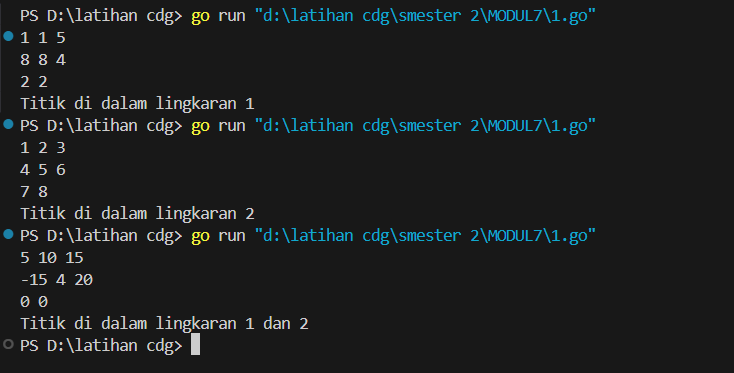 PS D:\latihan cdg> go run "d:\latihan cdg\smester 2\MODUL7\1.go"
1 1 5
8 8 4
2 2
Titik di dalam lingkaran 1
PS D:\latihan cdg> go run "d:\latihan cdg\smester 2\MODUL7\1.go"
1 2 3
4 5 6
7 8
Titik di dalam lingkaran 2
PS D:\latihan cdg> go run "d:\latihan cdg\smester 2\MODUL7\1.go"
5 10 15
-15 4 20
0 0
Titik di dalam lingkaran 1 dan 2
PS D:\latihan cdg>